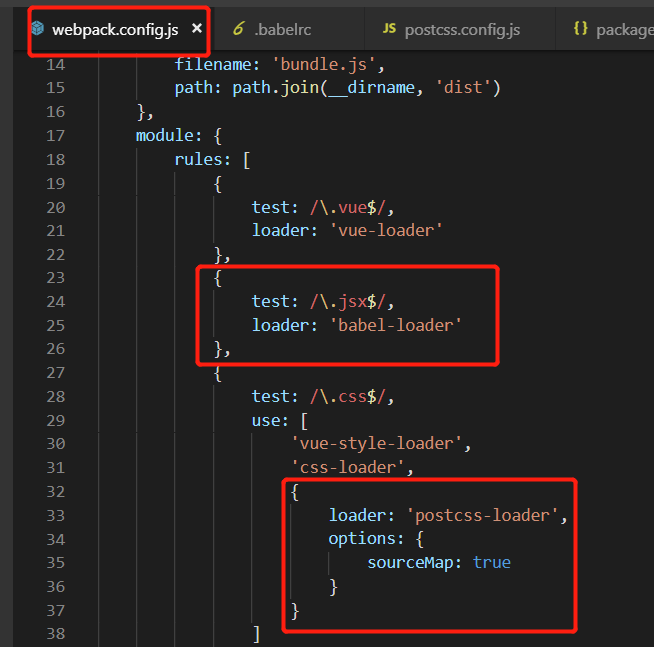 webpack.config.js × .babelrc JS postcss.config.js {} package
14 filename: 'bundle.js',
15 path: path.join(__dirname, 'dist')
16 },
17 module: {
18 rules: [
19 {
20 test: /\.vue$/,
21 loader: 'vue-loader'
22 },
23 {
24 test: /\.jsx$/,
25 loader: 'babel-loader'
26 },
27 {
28 test: /\.css$/,
29 use: [
30 'vue-style-loader',
31 'css-loader',
32 {
33 loader: 'postcss-loader',
34 options: {
35 sourceMap: true
36 }
37 }
38 ]